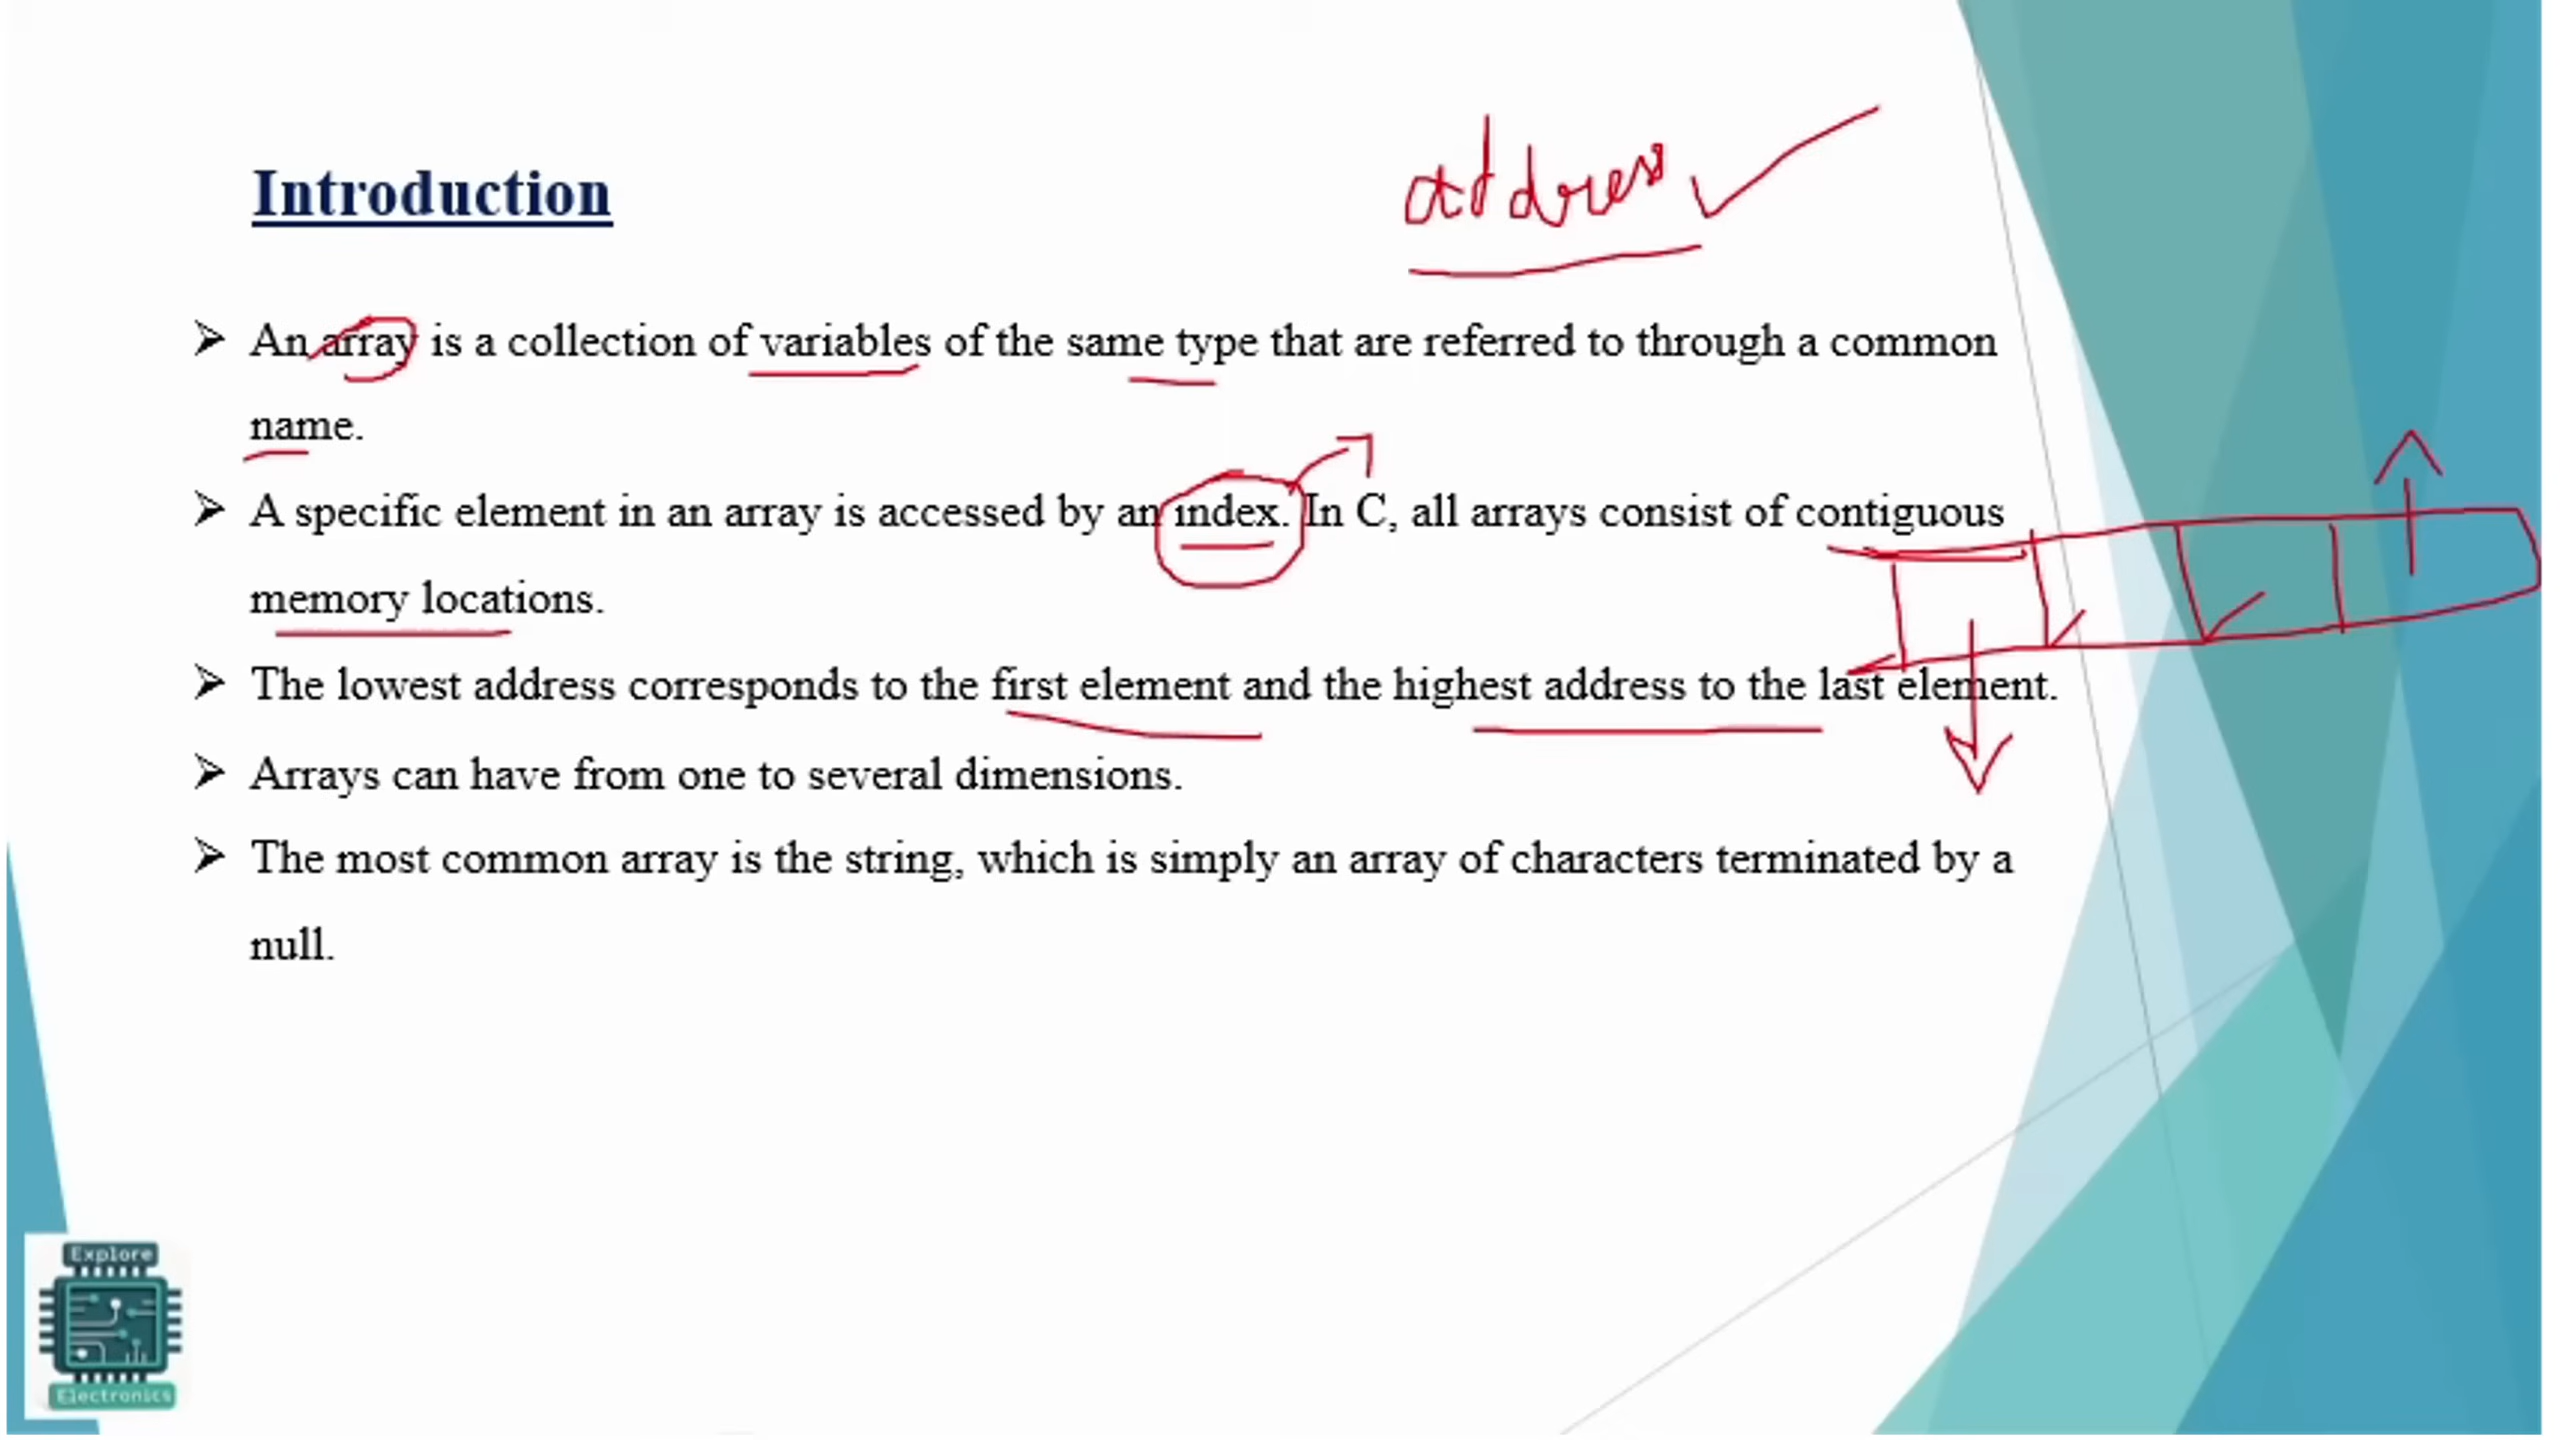 address
Introduction
➢ An array is a collection of variables of the same type that are referred to through a common
name.
➢ A specific element in an array is accessed by an index. In C, all arrays consist of contiguous
memory locations.
➢ The lowest address corresponds to the first element and the highest address to the last element.
➢ Arrays can have from one to several dimensions.
➢ The most common array is the string, which is simply an array of characters terminated by a
null.
Explore
Electronics